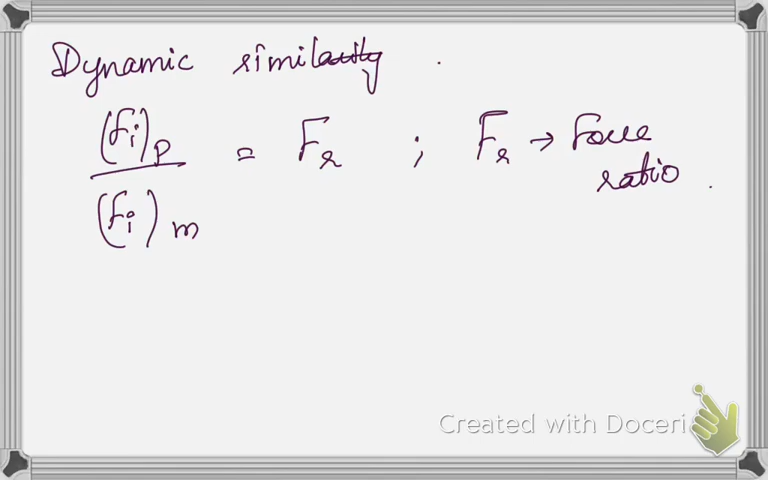 Dynamic similarity .
(Fi)p / (Fi)m = Fr ; Fr → Force
ratio .
Created with Doceri